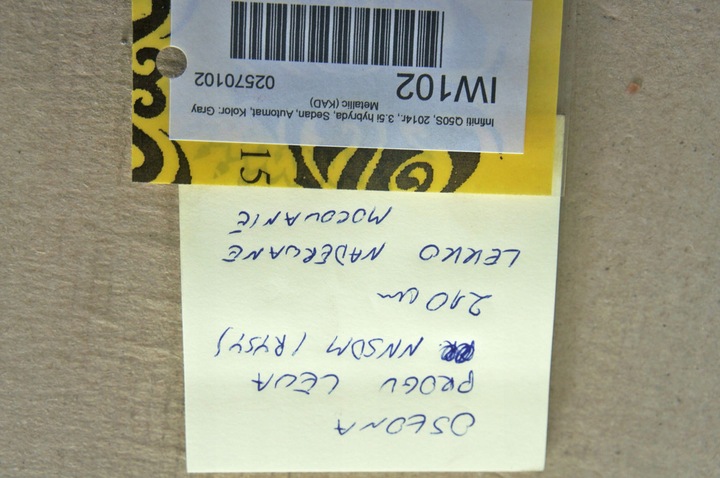 OSŁONA
PROGU LEWA
NNSDM (RYSY)
210 cm
LEKKO NADERWANE
MOCOWANIE
15
Infiniti Q50S, 2014r., 3.5i hybryda, Sedan, Automat, Kolor: Gray
Metallic (KAD)
IW102
02570102